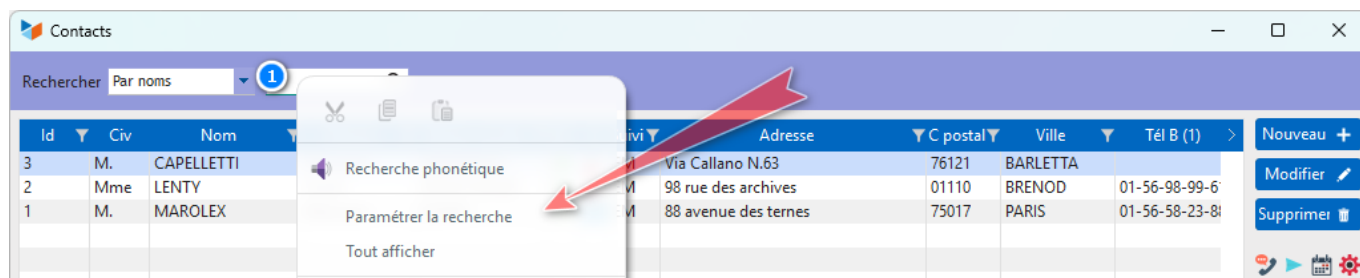 Contacts
Rechercher Par noms 1
Id Civ Nom ivi Adresse C postal Ville Tél B (1)
3 M. CAPELLETTI M Via Callano N.63 76121 BARLETTA
2 Mme LENTY M 98 rue des archives 01110 BRENOD 01-56-98-99-6
1 M. MAROLEX M 88 avenue des ternes 75017 PARIS 01-56-58-23-8
Recherche phonétique
Paramétrer la recherche
Tout afficher
Nouveau
Modifier
Supprimer